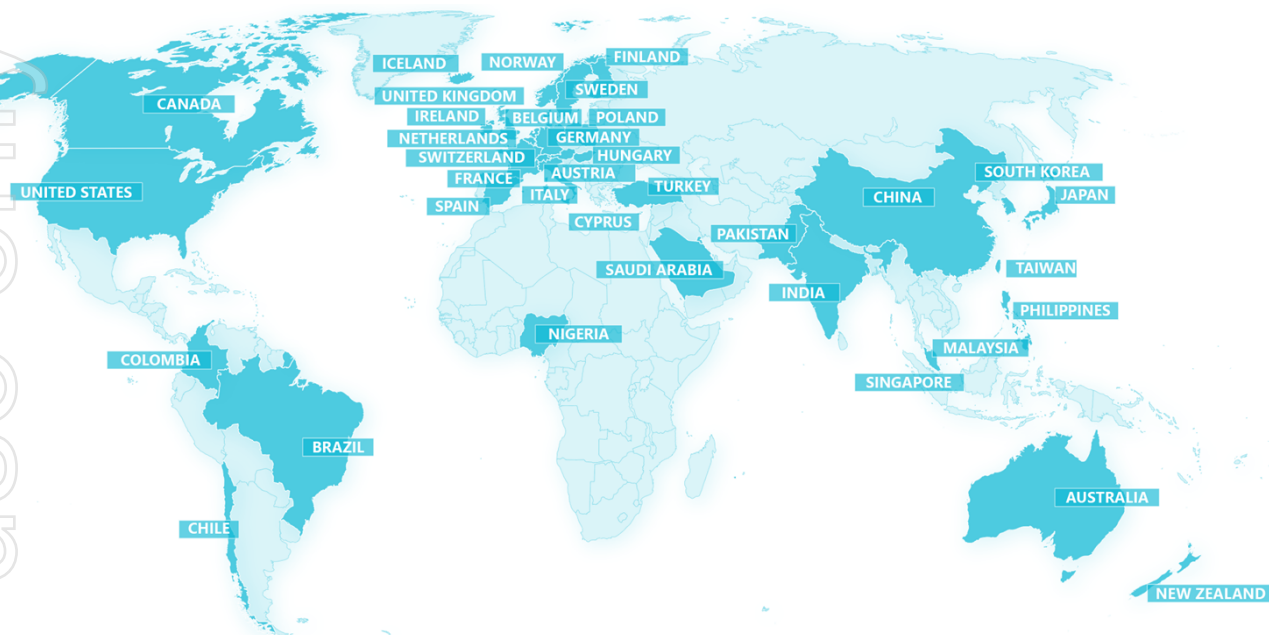 ICELAND
NORWAY
FINLAND
CANADA
UNITED KINGDOM
SWEDEN
IRELAND
BELGIUM
POLAND
NETHERLANDS
GERMANY
SWITZERLAND
HUNGARY
FRANCE
AUSTRIA
SOUTH KOREA
UNITED STATES
ITALY
TURKEY
CHINA
JAPAN
SPAIN
CYPRUS
PAKISTAN
SAUDI ARABIA
TAIWAN
INDIA
PHILIPPINES
NIGERIA
MALAYSIA
COLOMBIA
SINGAPORE
BRAZIL
AUSTRALIA
CHILE
NEW ZEALAND